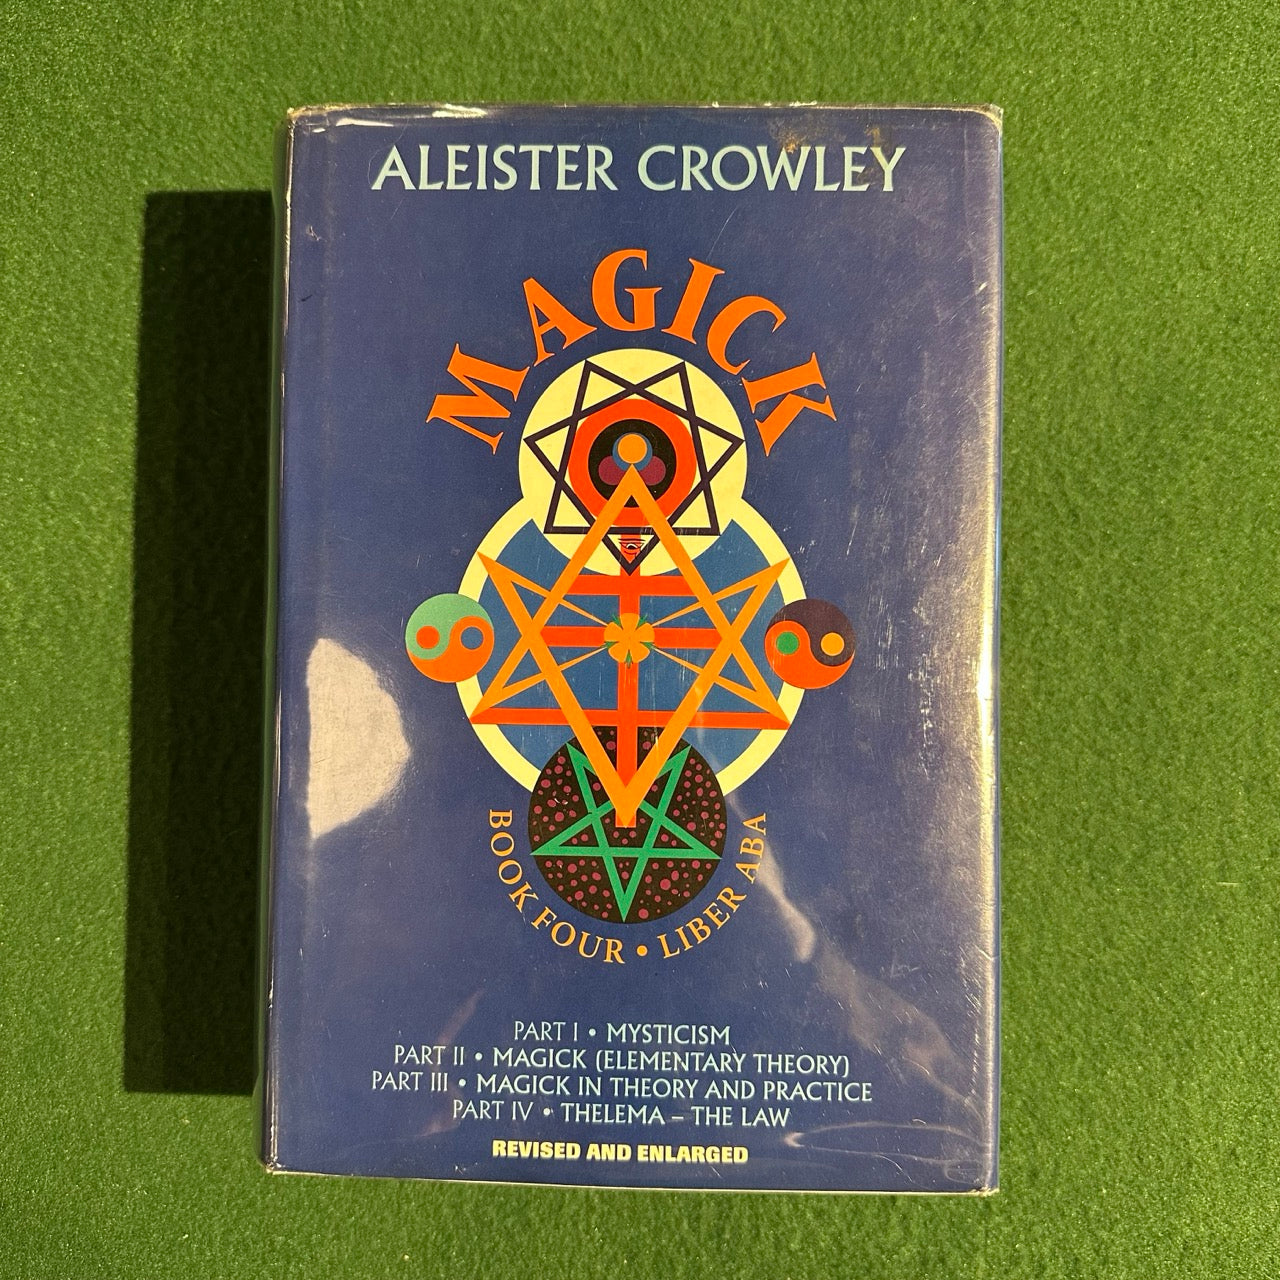 ALEISTER CROWLEY
MAGICK
BOOK FOUR • LIBER ABA
PART I • MYSTICISM
PART II • MAGICK (ELEMENTARY THEORY)
PART III • MAGICK IN THEORY AND PRACTICE
PART IV • THELEMA – THE LAW
REVISED AND ENLARGED